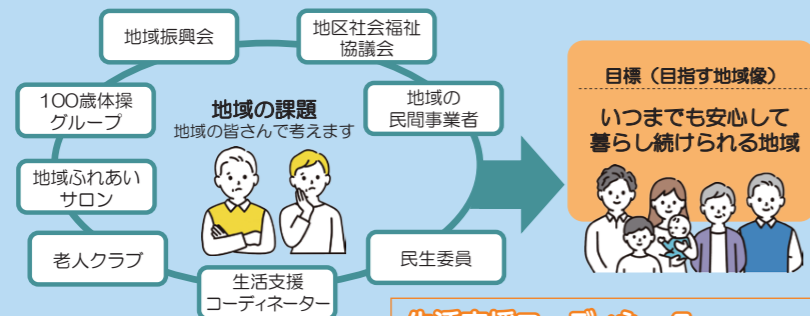 地域振興会
地区社会福祉
協議会
100歳体操
グループ
地域の課題
地域の皆さんで考えます
地域の
民間事業者
地域ふれあい
サロン
老人クラブ
生活支援
コーディネーター
民生委員
目標（目指す地域像）
いつまでも安心して
暮らし続けられる地域